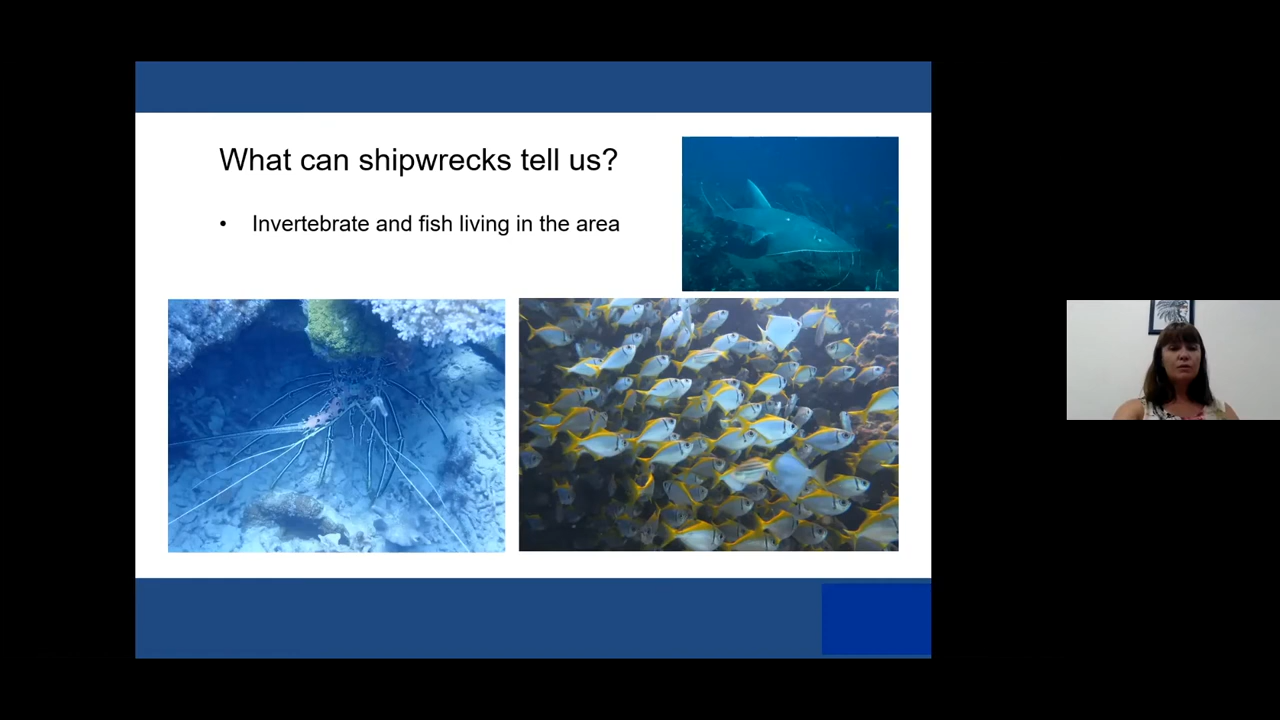 What can shipwrecks tell us?
• Invertebrate and fish living in the area